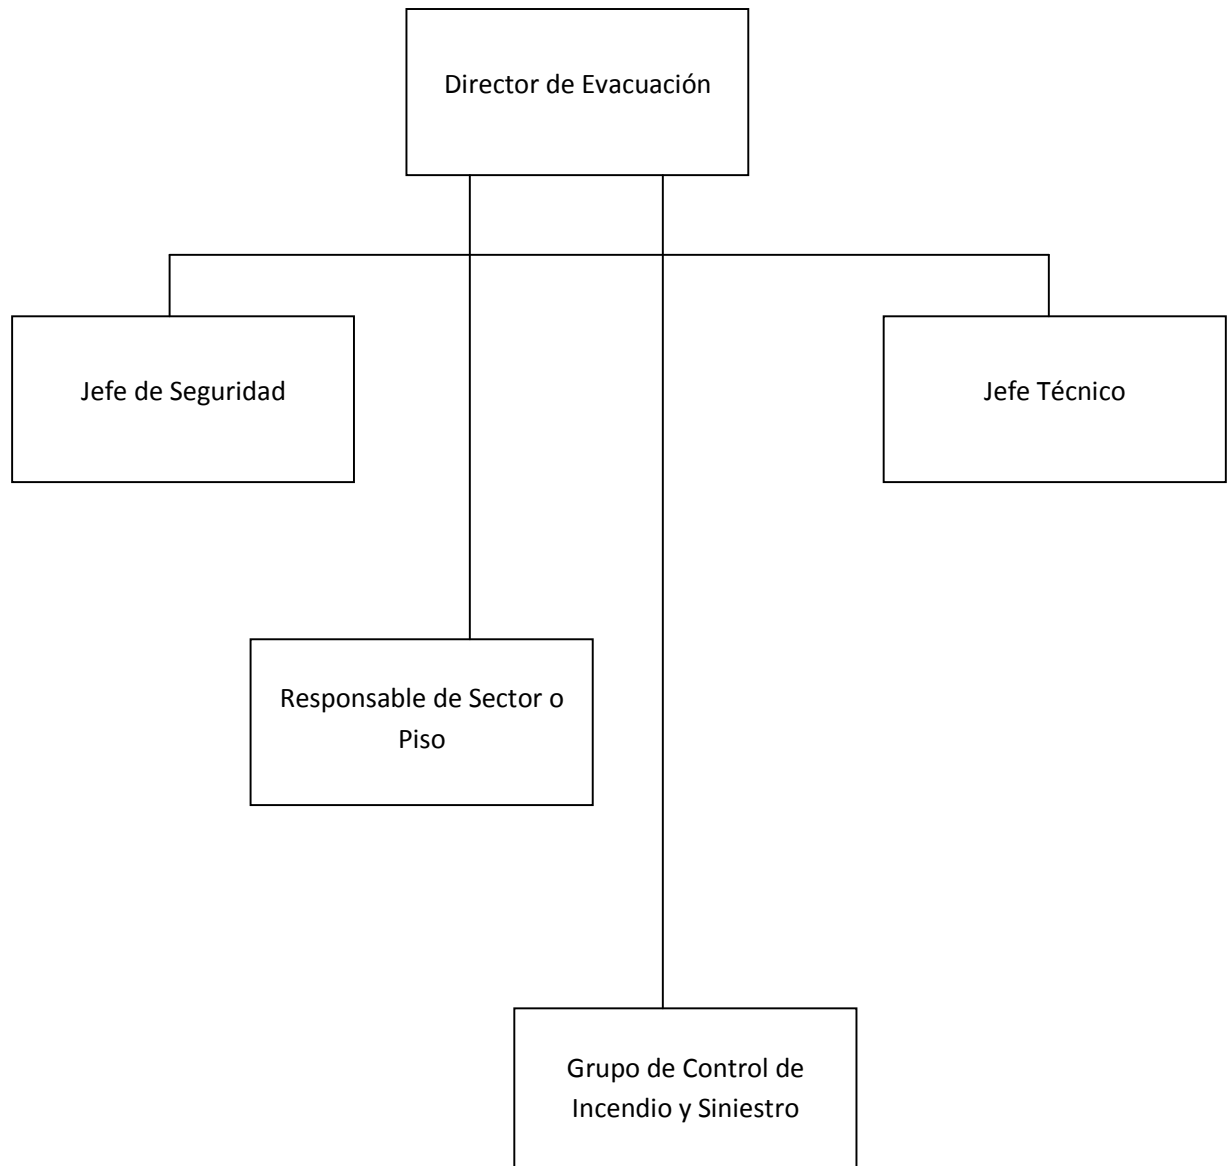 Director de Evacuación
Jefe de Seguridad
Jefe Técnico
Responsable de Sector o
Piso
Grupo de Control de
Incendio y Siniestro